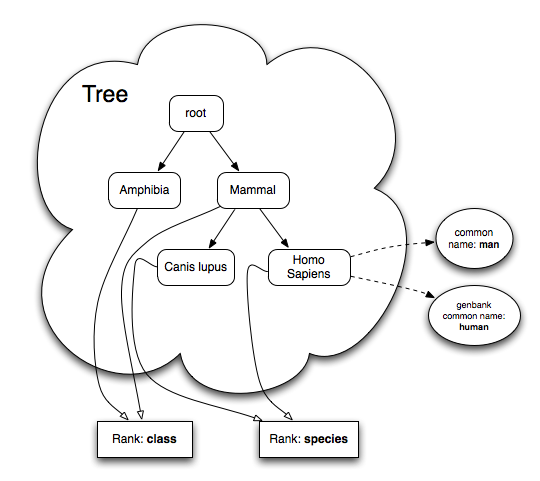 Tree
root
Amphibia
Mammal
Canis lupus
Homo
Sapiens
common
name: man
genbank
common name:
human
Rank: class
Rank: species